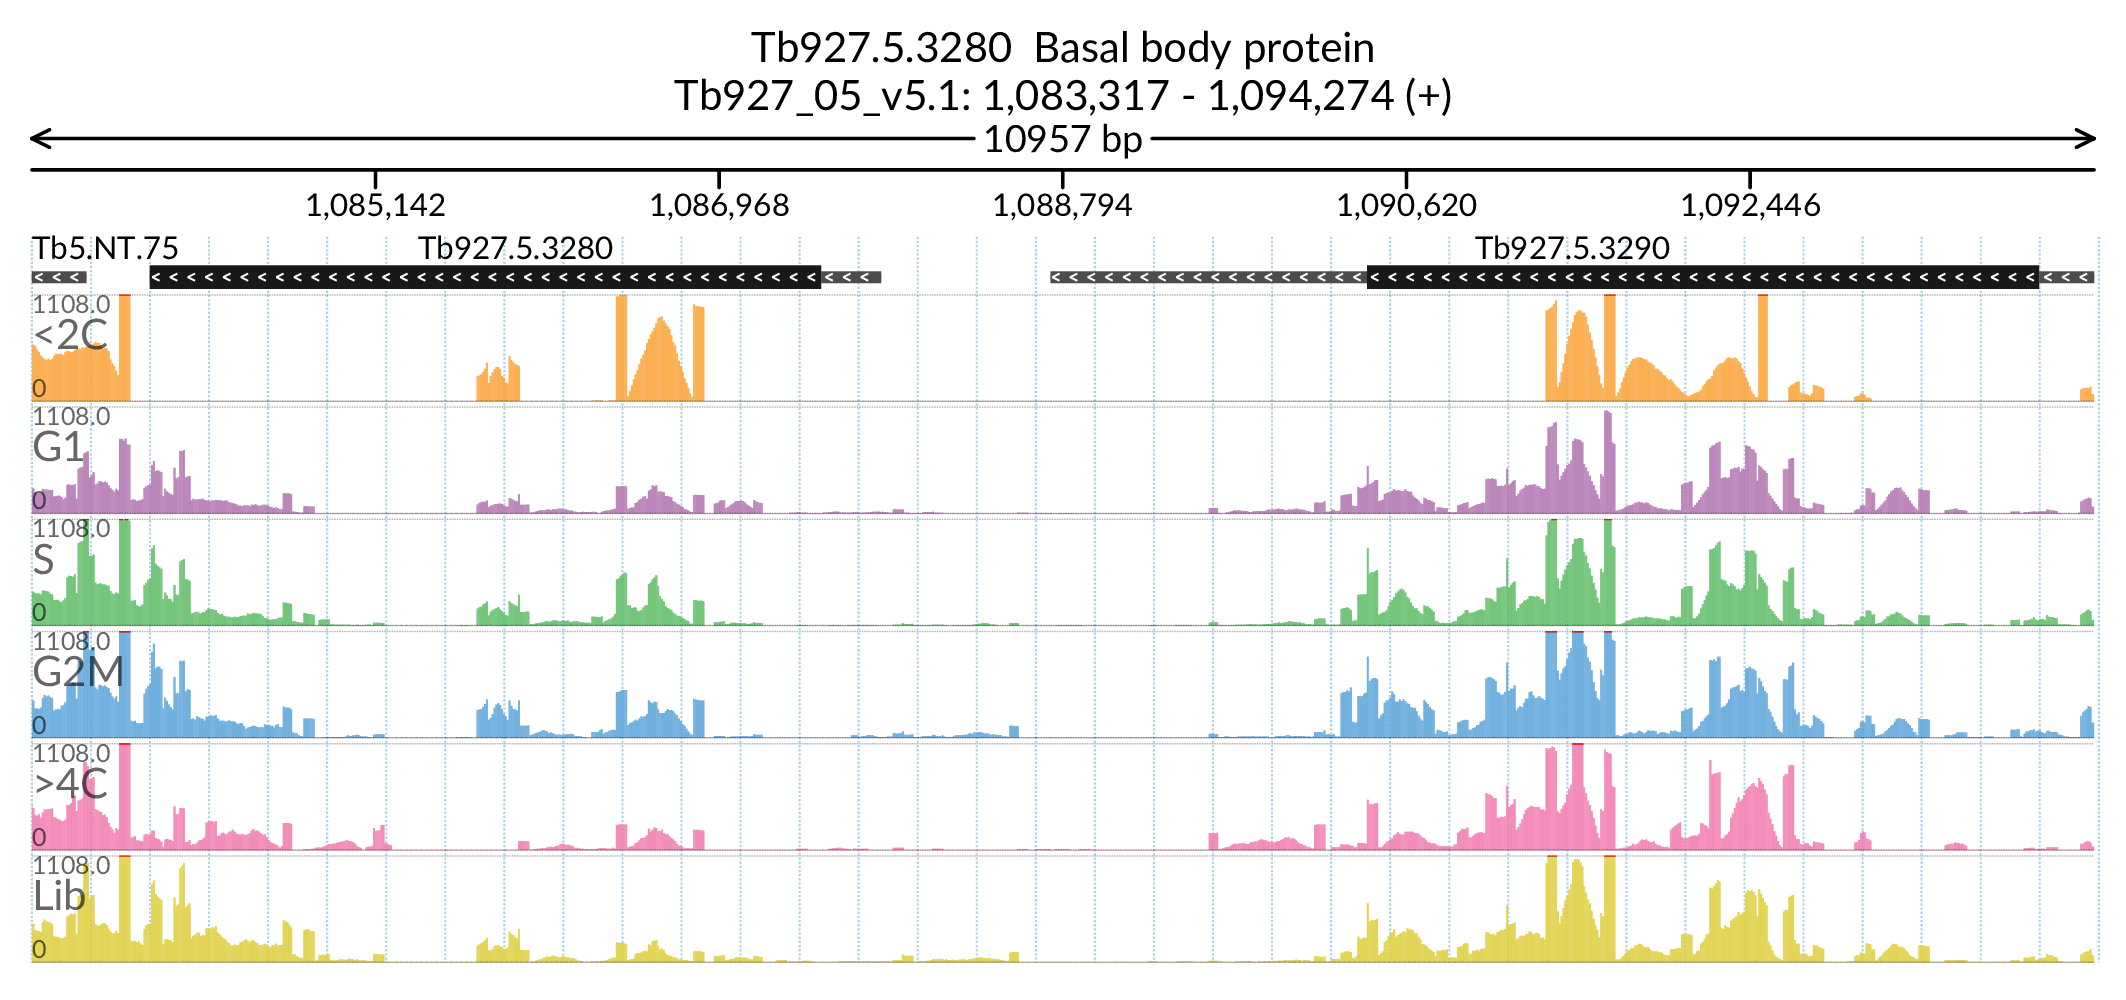 Tb927.5.3280  Basal body protein
Tb927_05_v5.1: 1,083,317 - 1,094,274 (+)
10957 bp
1,085,142 1,086,968 1,088,794 1,090,620 1,092,446
Tb5.NT.75 Tb927.5.3280 Tb927.5.3290
1108.0
<2C
0
1108.0
G1
0
1108.0
S
0
1108.0
G2M
0
1108.0
>4C
0
1108.0
Lib
0